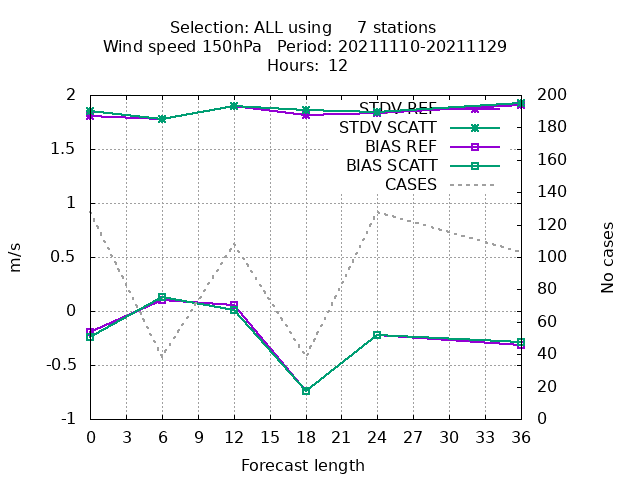 Selection: ALL using     7 stations
Wind speed 150hPa   Period: 20211110-20211129
Hours:  12
2
1.5
1
0.5
0
-0.5
-1
200
180
160
140
120
100
80
60
40
20
0
STDV REF
STDV SCATT
BIAS REF
BIAS SCATT
CASES
m/s
No cases
0 3 6 9 12 15 18 21 24 27 30 33 36
Forecast length